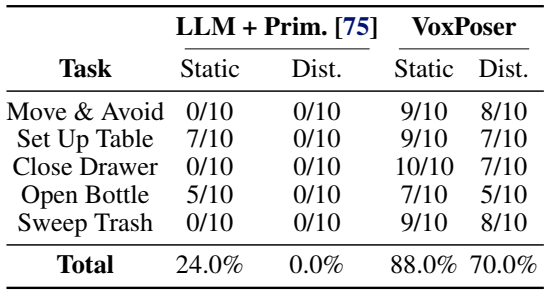 LLM + Prim. [75] VoxPoser
Task Static Dist. Static Dist.
Move & Avoid 0/10 0/10 9/10 8/10
Set Up Table 7/10 0/10 9/10 7/10
Close Drawer 0/10 0/10 10/10 7/10
Open Bottle 5/10 0/10 7/10 5/10
Sweep Trash 0/10 0/10 9/10 8/10
Total 24.0% 0.0% 88.0% 70.0%